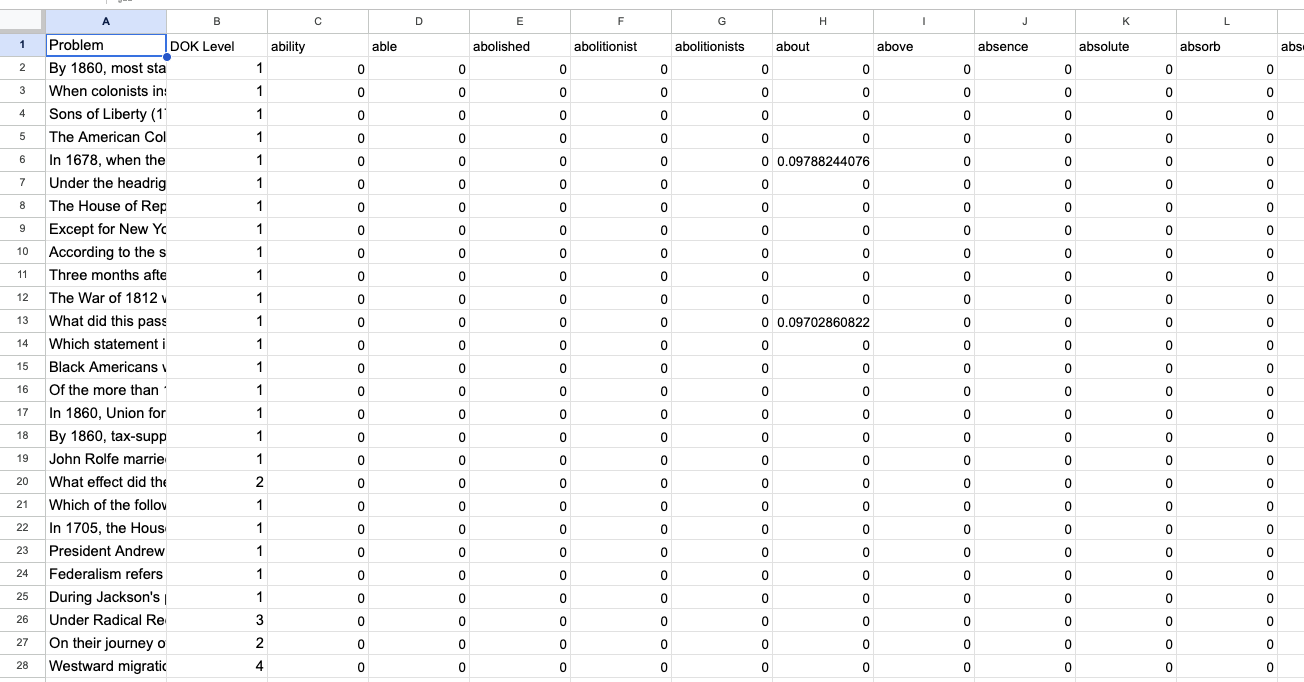 A B C D E F G H I J K L
1 Problem DOK Level ability able abolished abolitionist abolitionists about above absence absolute absorb abs
2 By 1860, most sta 1 0 0 0 0 0 0 0 0 0 0
3 When colonists in 1 0 0 0 0 0 0 0 0 0 0
4 Sons of Liberty (1 1 0 0 0 0 0 0 0 0 0 0
5 The American Col 1 0 0 0 0 0 0 0 0 0 0
6 In 1678, when the 1 0 0 0 0 0 0.09788244076 0 0 0 0
7 Under the headrig 1 0 0 0 0 0 0 0 0 0 0
8 The House of Rep 1 0 0 0 0 0 0 0 0 0 0
9 Except for New Yo 1 0 0 0 0 0 0 0 0 0 0
10 According to the s 1 0 0 0 0 0 0 0 0 0 0
11 Three months afte 1 0 0 0 0 0 0 0 0 0 0
12 The War of 1812 w 1 0 0 0 0 0 0 0 0 0 0
13 What did this pass 1 0 0 0 0 0 0.09702860822 0 0 0 0
14 Which statement i 1 0 0 0 0 0 0 0 0 0 0
15 Black Americans w 1 0 0 0 0 0 0 0 0 0 0
16 Of the more than 1 0 0 0 0 0 0 0 0 0 0
17 In 1860, Union for 1 0 0 0 0 0 0 0 0 0 0
18 By 1860, tax-supp 1 0 0 0 0 0 0 0 0 0 0
19 John Rolfe marrie 1 0 0 0 0 0 0 0 0 0 0
20 What effect did the 2 0 0 0 0 0 0 0 0 0 0
21 Which of the follow 1 0 0 0 0 0 0 0 0 0 0
22 In 1705, the Hous 1 0 0 0 0 0 0 0 0 0 0
23 President Andrew 1 0 0 0 0 0 0 0 0 0 0
24 Federalism refers 1 0 0 0 0 0 0 0 0 0 0
25 During Jackson's 1 0 0 0 0 0 0 0 0 0 0
26 Under Radical Re 3 0 0 0 0 0 0 0 0 0 0
27 On their journey o 2 0 0 0 0 0 0 0 0 0 0
28 Westward migratio 4 0 0 0 0 0 0 0 0 0 0